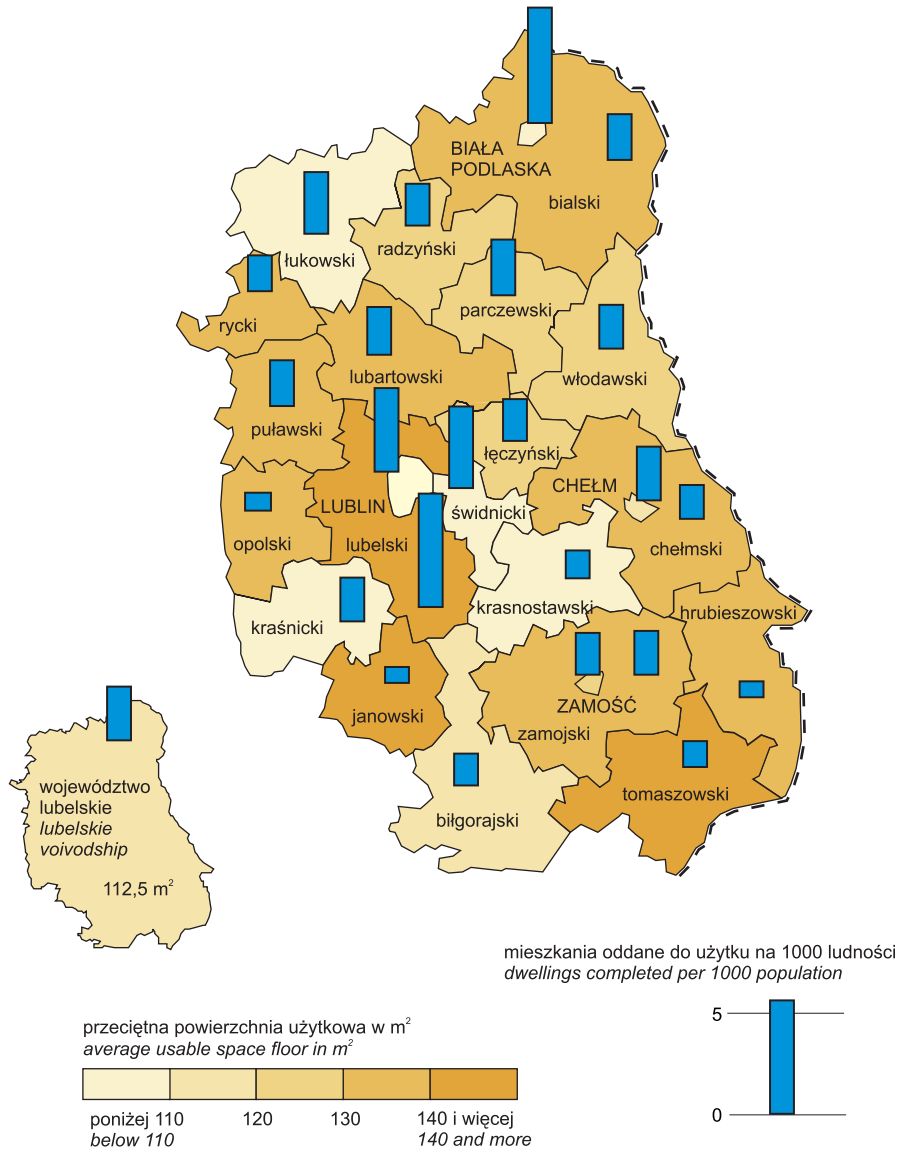 BIAŁA
PODLASKA
bialski
łukowski
radzyński
parczewski
rycki
lubartowski
włodawski
puławski
łęczyński
CHEŁM
LUBLIN
świdnicki
opolski
lubelski
chełmski
krasnostawski
hrubieszowski
kraśnicki
janowski
ZAMOŚĆ
zamojski
tomaszowski
biłgorajski
województwo
lubelskie
lubelskie
voivodship
112,5 m²
mieszkania oddane do użytku na 1000 ludności
dwellings completed per 1000 population
5
0
przeciętna powierzchnia użytkowa w m²
average usable space floor in m²
poniżej 110 120 130 140 i więcej
below 110 140 and more